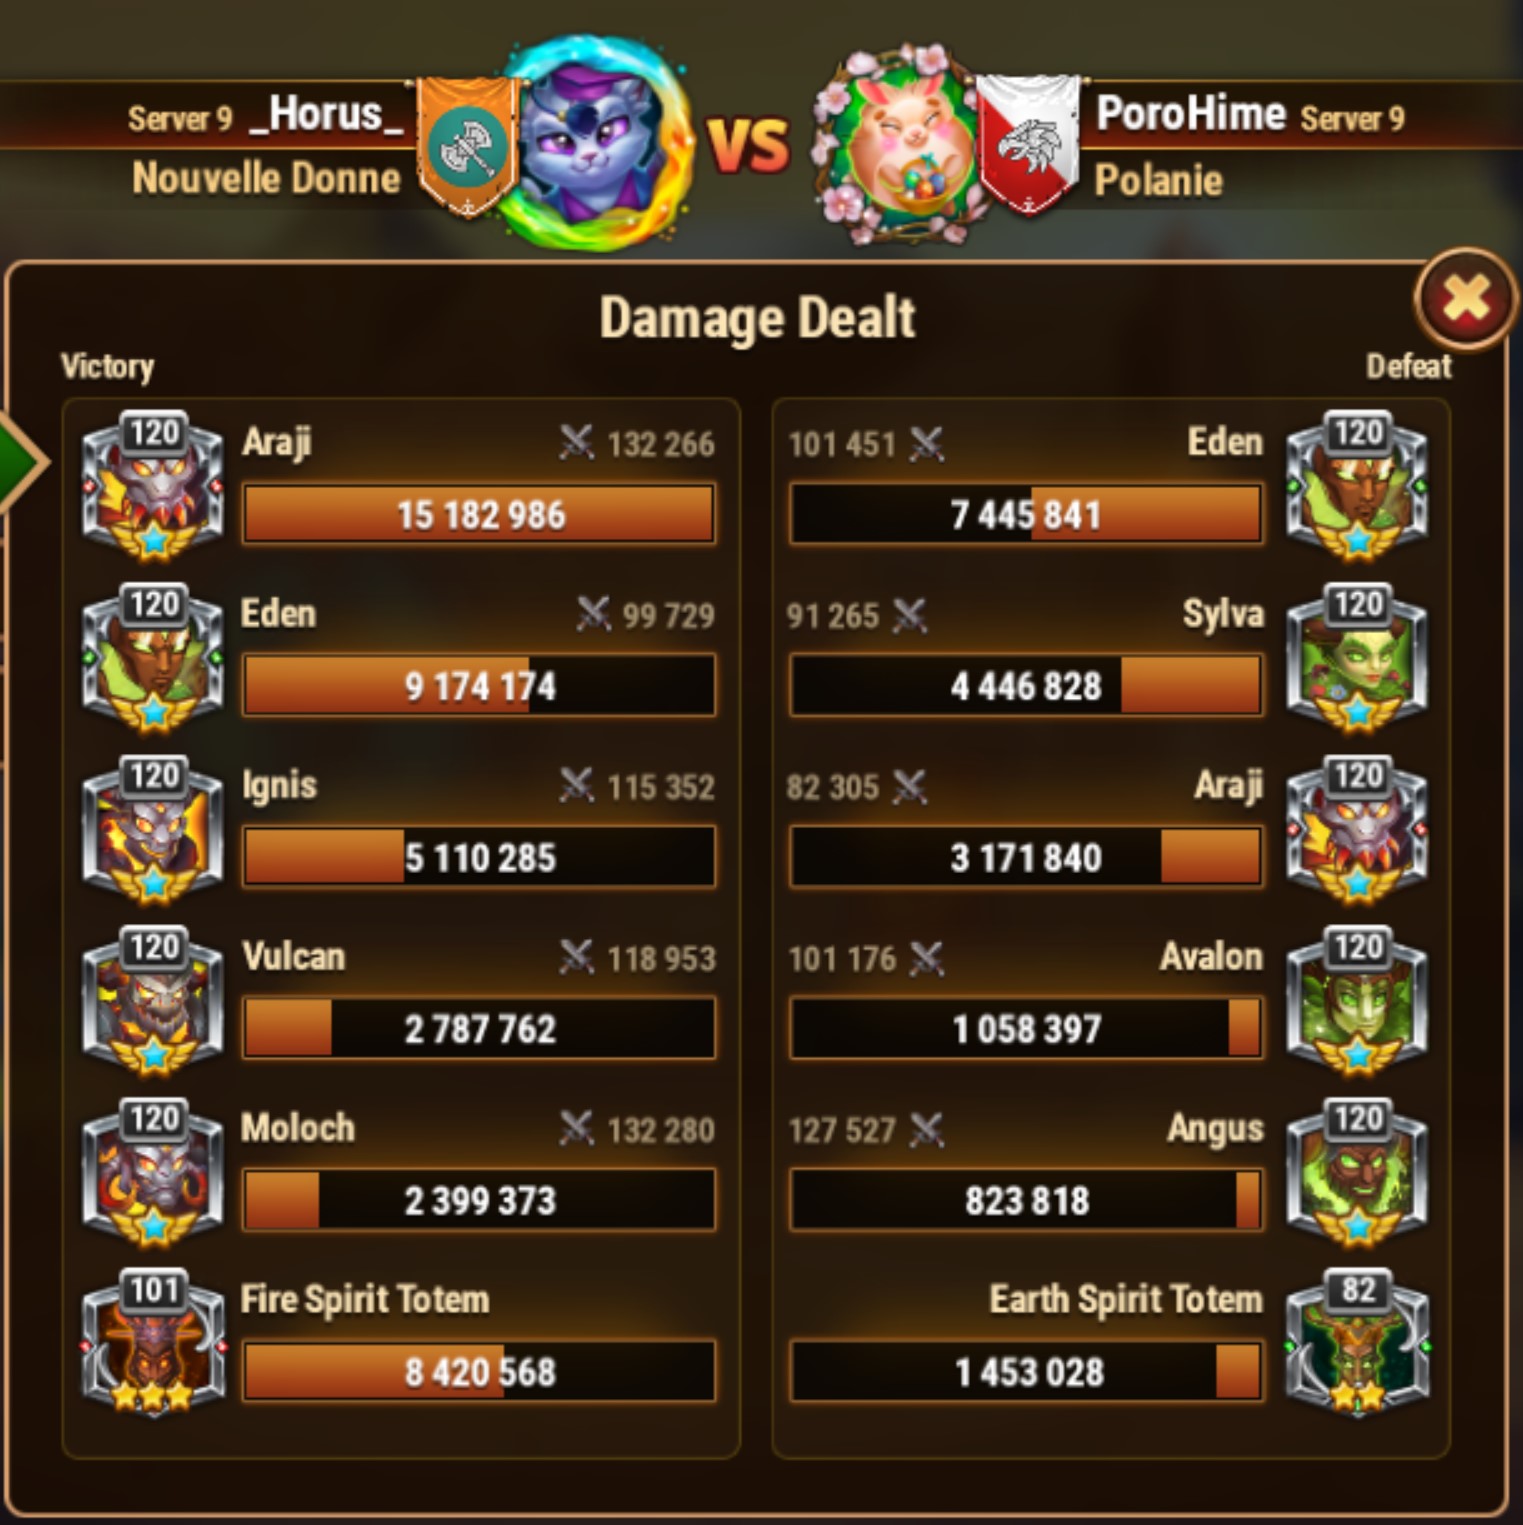 Server 9 _Horus_
Nouvelle Donne
VS
PoroHime Server 9
Polanie
Damage Dealt
Victory
Defeat
120 Araji 132 266
15 182 986
120 Eden 99 729
9 174 174
120 Ignis 115 352
5 110 285
120 Vulcan 118 953
2 787 762
120 Moloch 132 280
2 399 373
101 Fire Spirit Totem
8 420 568
101 451 Eden 120
7 445 841
91 265 Sylva 120
4 446 828
82 305 Araji 120
3 171 840
101 176 Avalon 120
1 058 397
127 527 Angus 120
823 818
Earth Spirit Totem 82
1 453 028